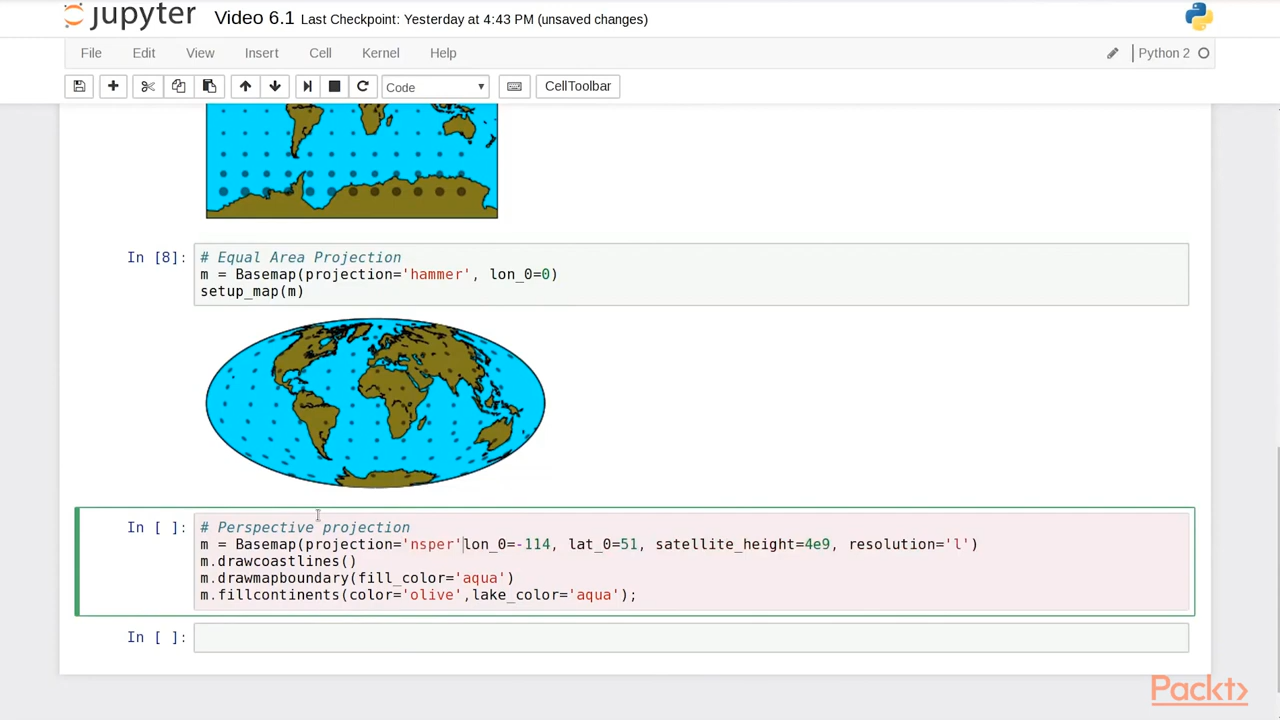 jupyter Video 6.1 Last Checkpoint: Yesterday at 4:43 PM (unsaved changes)
File Edit View Insert Cell Kernel Help Python 2
Code CellToolbar
In [8]: # Equal Area Projection
m = Basemap(projection='hammer', lon_0=0)
setup_map(m)
In [ ]: # Perspective projection
m = Basemap(projection='nsper'lon_0=-114, lat_0=51, satellite_height=4e9, resolution='l')
m.drawcoastlines()
m.drawmapboundary(fill_color='aqua')
m.fillcontinents(color='olive',lake_color='aqua');
In [ ]:
Packt>